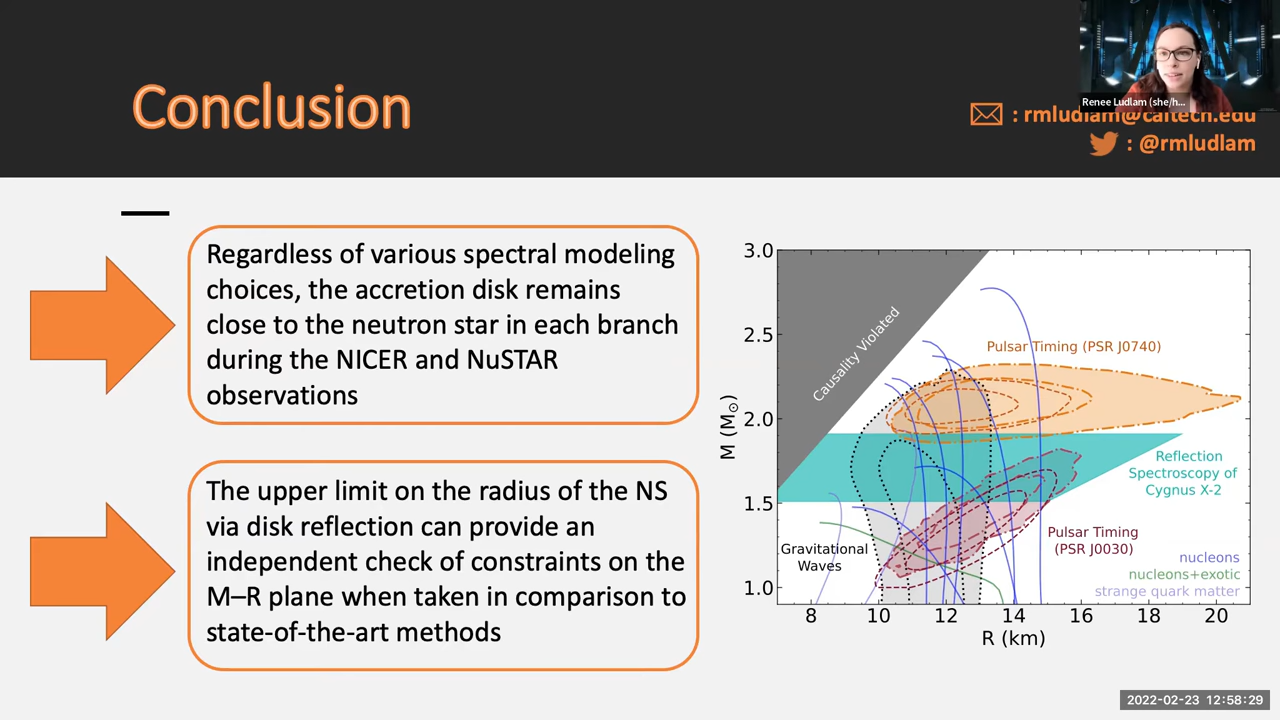 Conclusion
Renee Ludlam (she/h...
: rmludlam@caltech.edu
: @rmludlam
Regardless of various spectral modeling
choices, the accretion disk remains
close to the neutron star in each branch
during the NICER and NuSTAR
observations
The upper limit on the radius of the NS
via disk reflection can provide an
independent check of constraints on the
M–R plane when taken in comparison to
state-of-the-art methods
3.0
2.5
2.0
1.5
1.0
M (M☉)
Causality Violated
Pulsar Timing (PSR J0740)
Reflection
Spectroscopy of
Cygnus X-2
Pulsar Timing
(PSR J0030)
Gravitational
Waves
nucleons
nucleons+exotic
strange quark matter
8 10 12 14 16 18 20
R (km)
2022-02-23 12:58:29